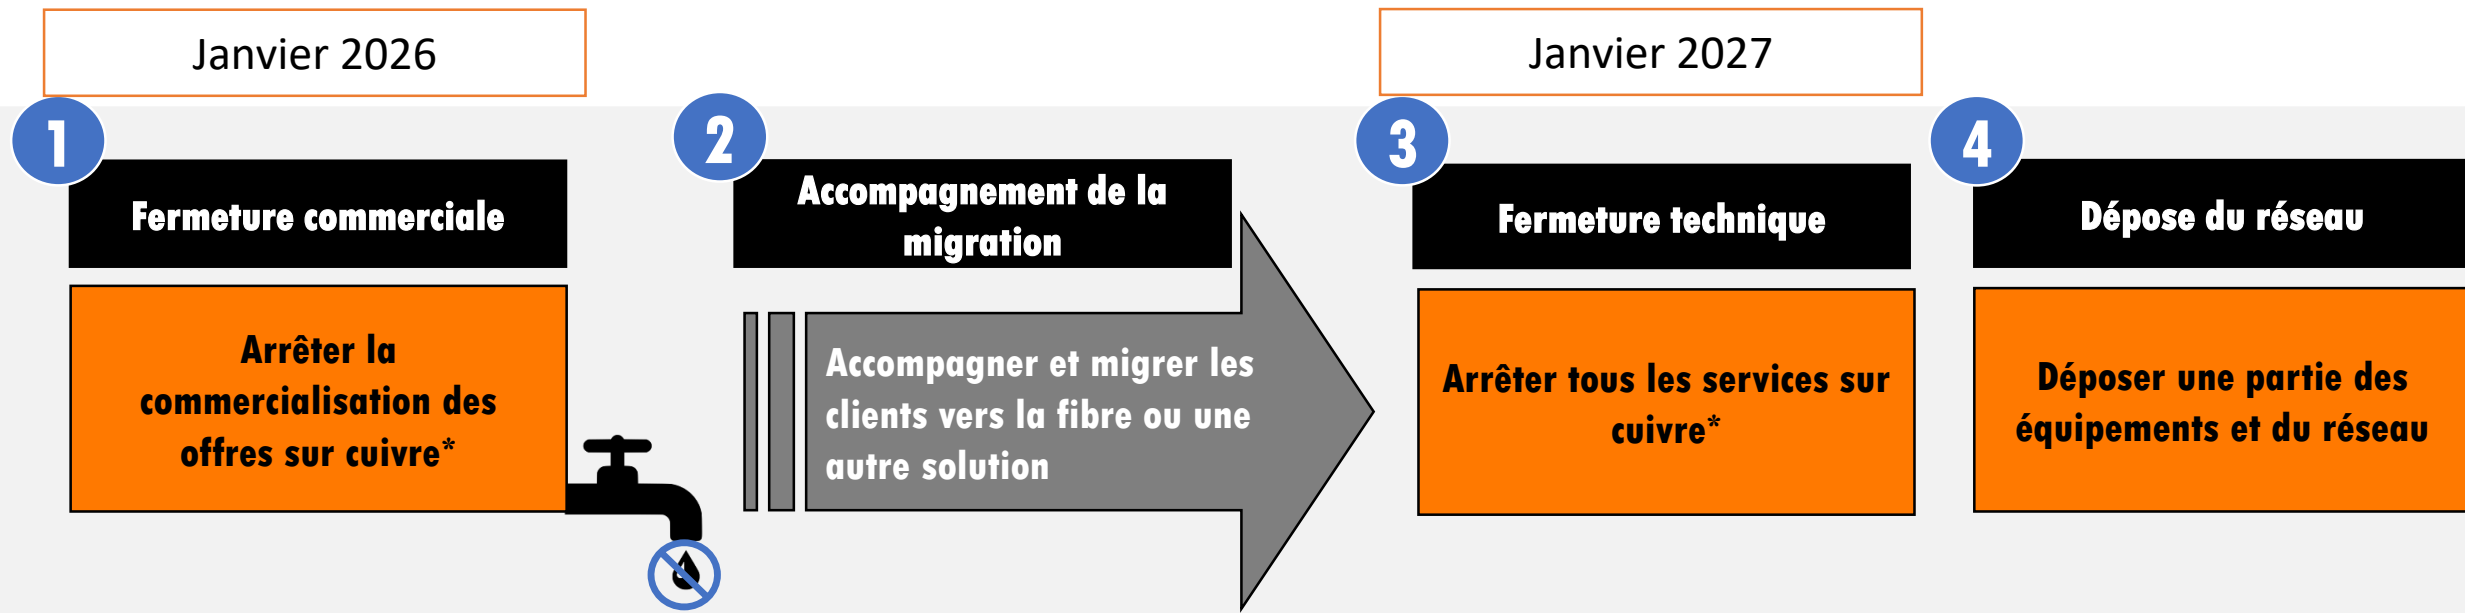 Janvier 2026
Janvier 2027
1
Fermeture commerciale
Arrêter la
commercialisation des
offres sur cuivre*
2
Accompagnement de la
migration
Accompagner et migrer les
clients vers la fibre ou une
autre solution
3
Fermeture technique
Arrêter tous les services sur
cuivre*
4
Dépose du réseau
Déposer une partie des
équipements et du réseau